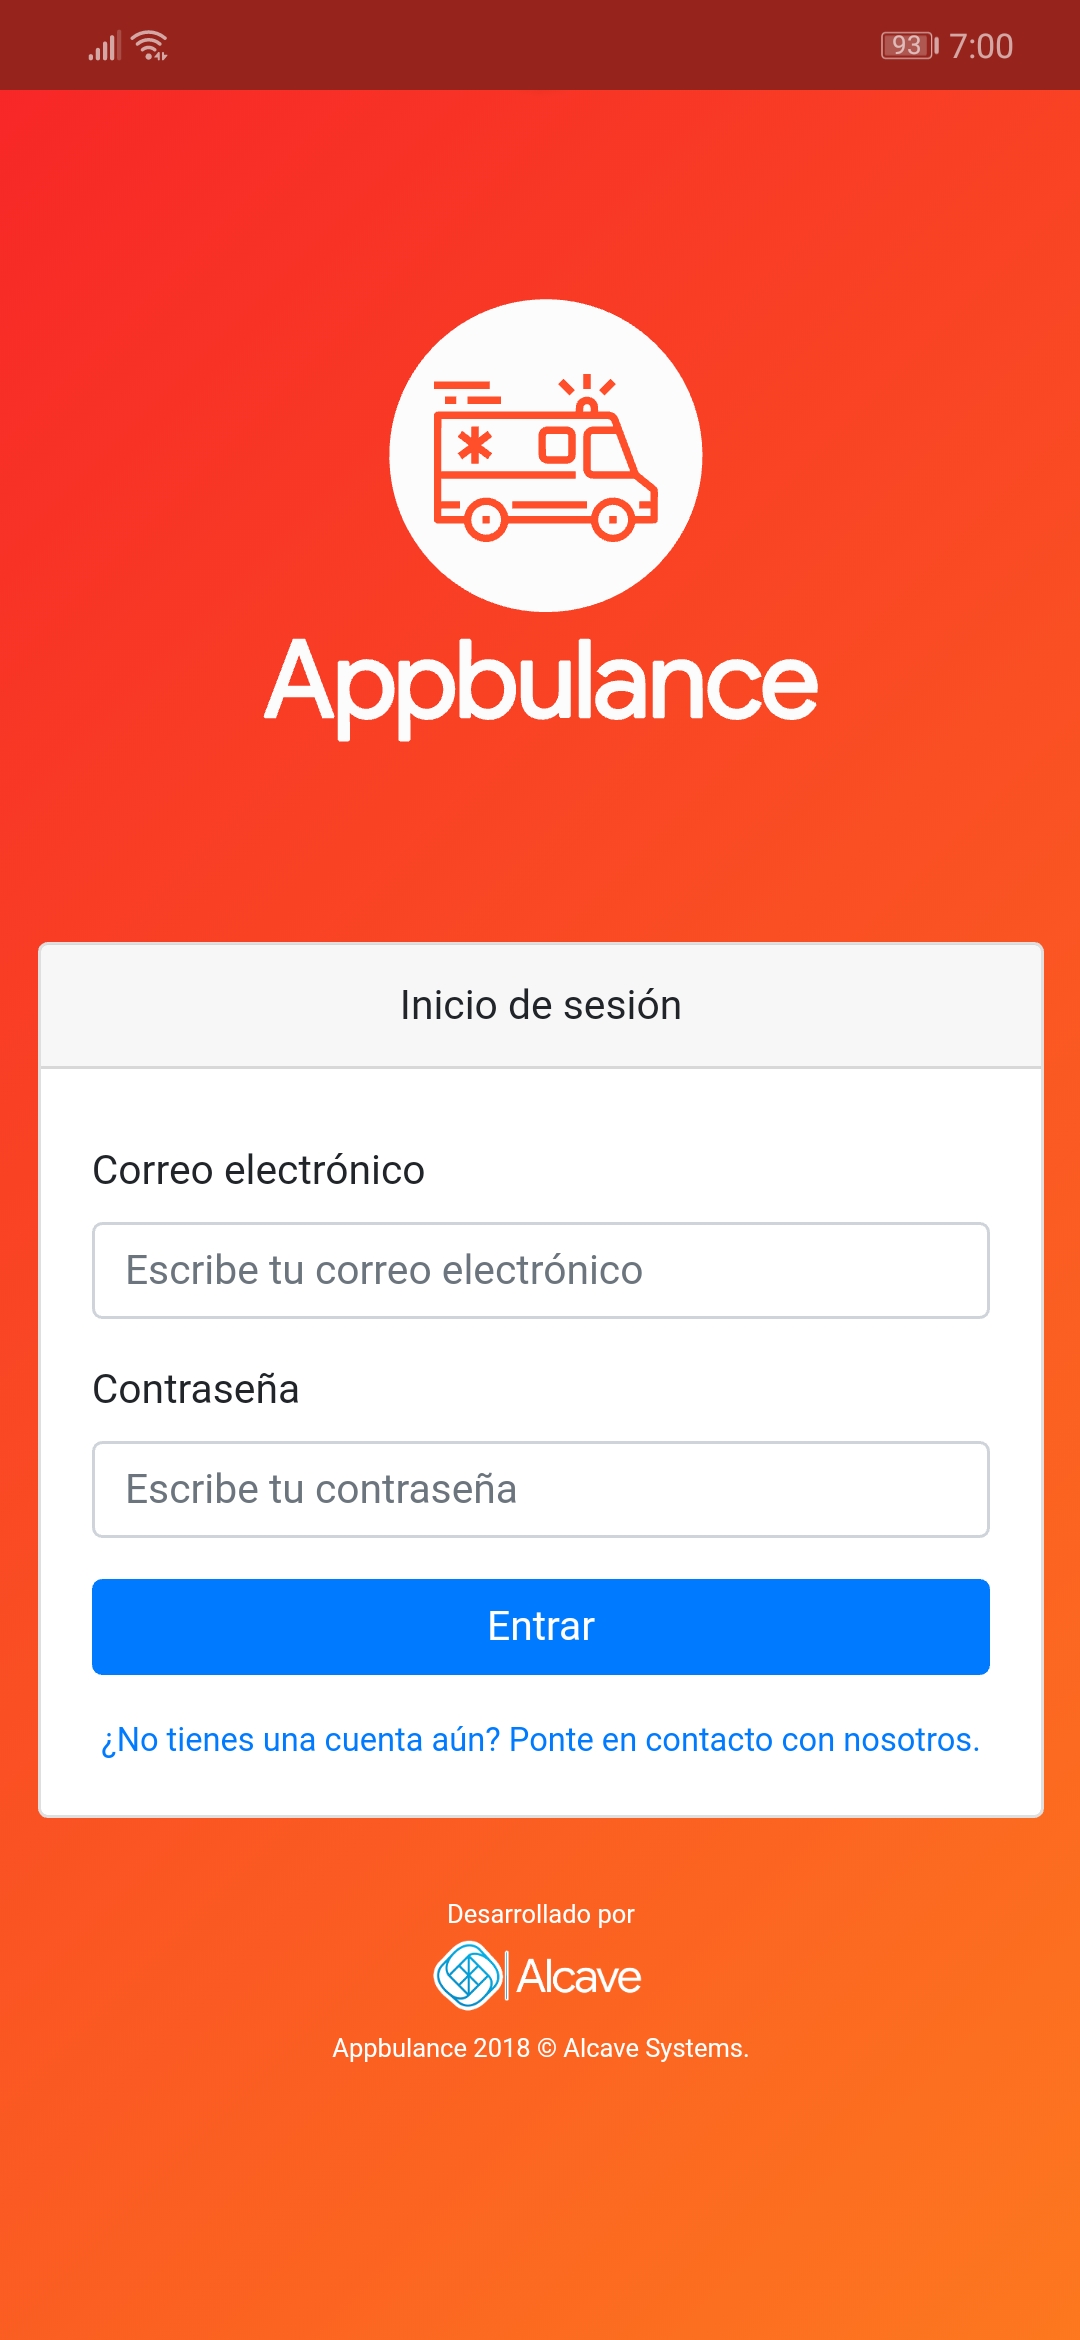 93 7:00
Appbulance
Inicio de sesión
Correo electrónico
Escribe tu correo electrónico
Contraseña
Escribe tu contraseña
Entrar
¿No tienes una cuenta aún? Ponte en contacto con nosotros.
Desarrollado por
Alcave
Appbulance 2018 © Alcave Systems.